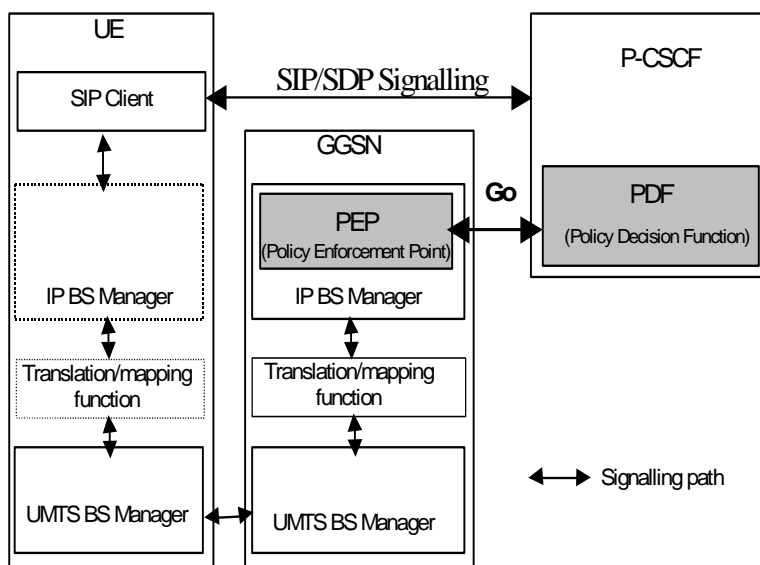 UE
SIP Client
SIP/SDP Signalling
P-CSCF
GGSN
Go
PEP
(Policy Enforcement Point)
PDF
(Policy Decision Function)
IP BS Manager
IP BS Manager
Translation/mapping
function
Translation/mapping
function
UMTS BS Manager
UMTS BS Manager
Signalling path